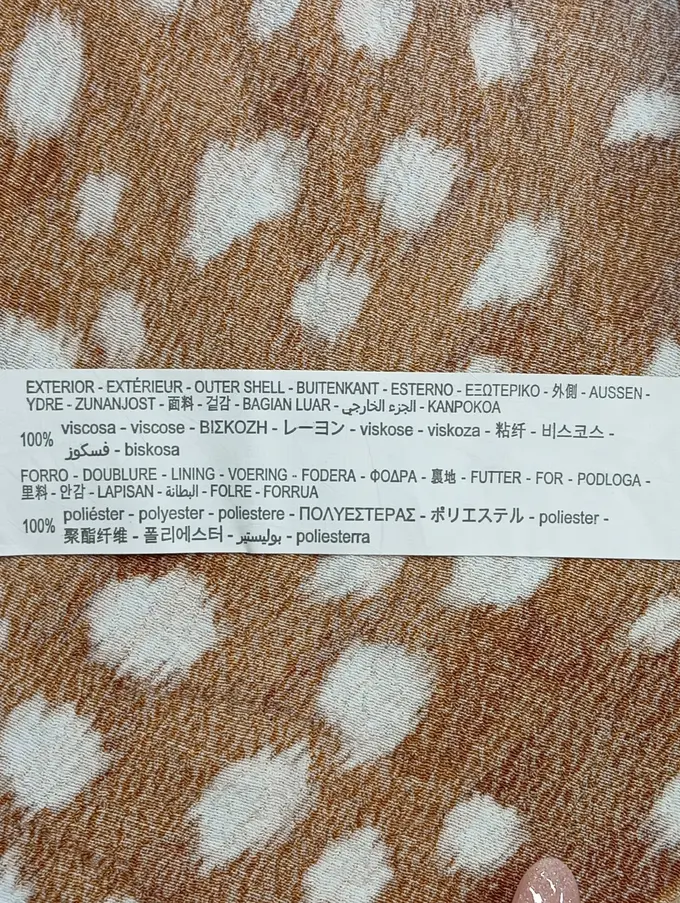 EXTERIOR - EXTÉRIEUR - OUTER SHELL - BUITENKANT - ESTERNO - ΕΞΩΤΕΡΙΚΟ - 外側 - AUSSEN -
YDRE - ZUNANJOST - 面料 - 겉감 - BAGIAN LUAR - الجزء الخارجي - KANPOKOA
100% viscosa - viscose - ΒΙΣΚΟΖΗ - レーヨン - viskose - viskoza - 粘纤 - 비스코스 -
فسكوز - biskosa
FORRO - DOUBLURE - LINING - VOERING - FODERA - ΦΟΔΡΑ - 裏地 - FUTTER - FOR - PODLOGA -
里料 - 안감 - LAPISAN - البطانة - FOLRE - FORRUA
100% poliéster - polyester - poliestere - ΠΟΛΥΕΣΤΕΡΑΣ - ポリエステル - poliester -
聚酯纤维 - 폴리에스터 - بوليستير - poliesterra